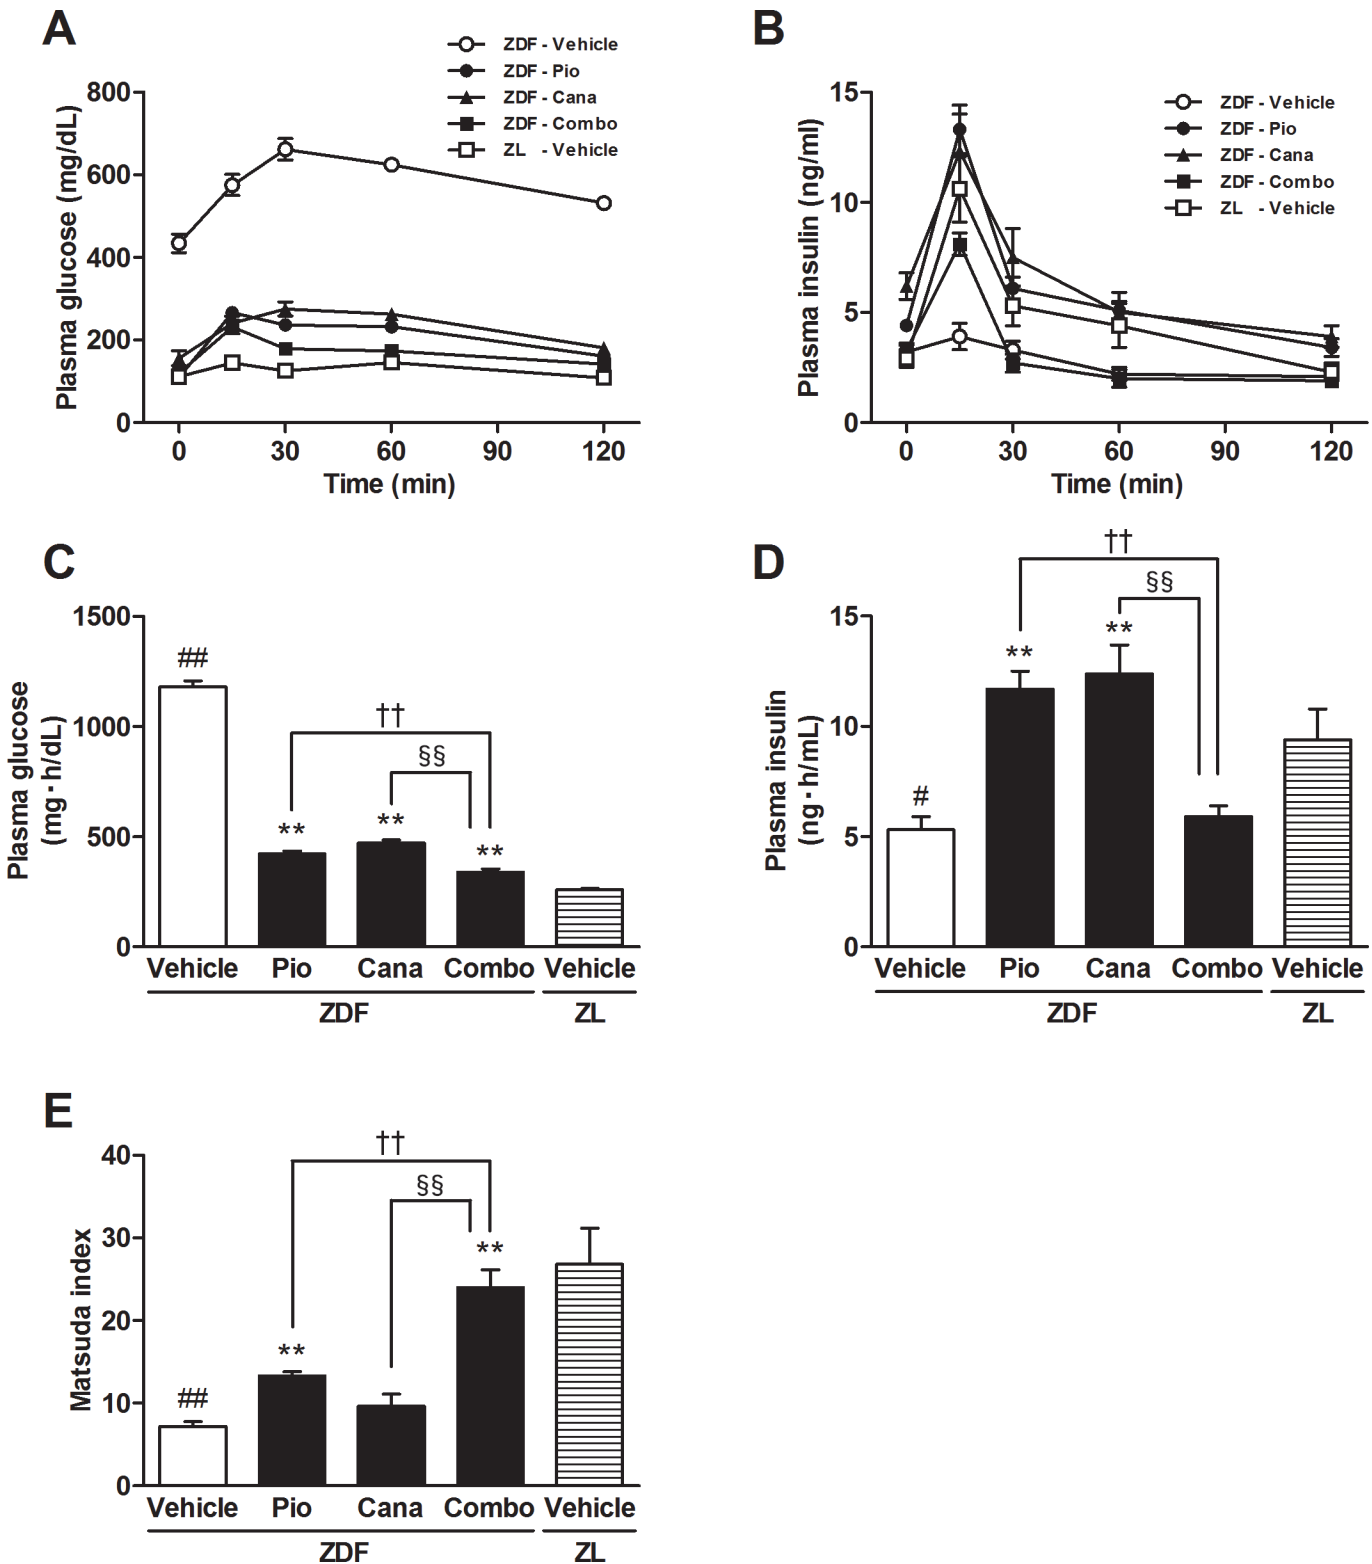 A
ZDF - Vehicle
ZDF - Pio
ZDF - Cana
ZDF - Combo
ZL - Vehicle
Plasma glucose (mg/dL)
800
600
400
200
0
0 30 60 90 120
Time (min)
B
ZDF - Vehicle
ZDF - Pio
ZDF - Cana
ZDF - Combo
ZL - Vehicle
Plasma insulin (ng/ml)
15
10
5
0
0 30 60 90 120
Time (min)
C
Plasma glucose
(mg·h/dL)
1500
1000
500
0
##
††
§§
** ** **
Vehicle Pio Cana Combo Vehicle
ZDF ZL
D
Plasma insulin
(ng·h/mL)
15
10
5
0
††
§§
** **
#
Vehicle Pio Cana Combo Vehicle
ZDF ZL
E
Matsuda index
40
30
20
10
0
††
§§
**
**
##
Vehicle Pio Cana Combo Vehicle
ZDF ZL